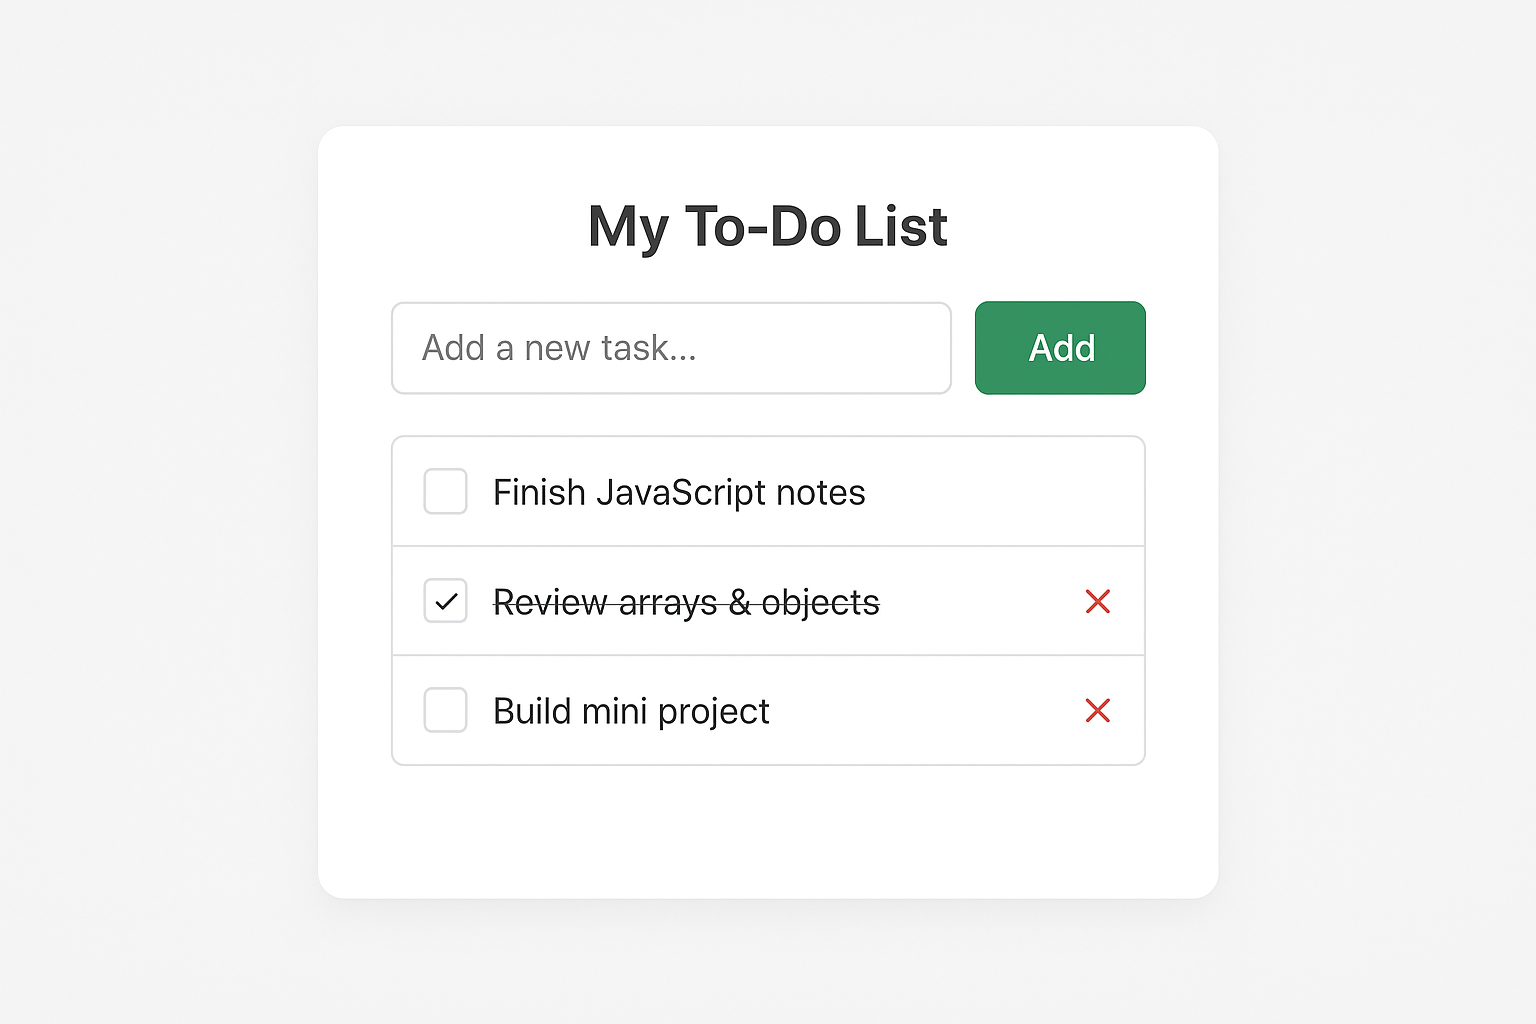 My To-Do List
Add a new task...
Add
Finish JavaScript notes
Review arrays & objects
Build mini project